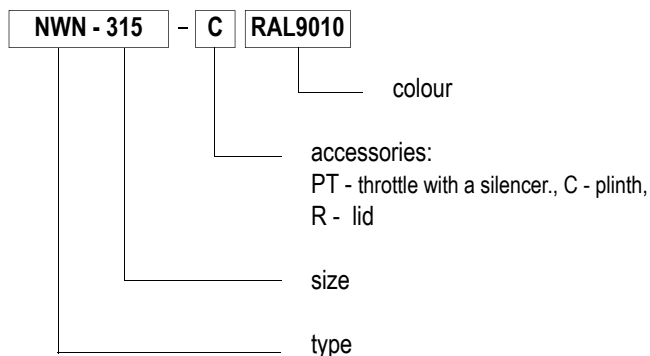 NWN - 315 - C RAL9010
colour
accessories:
PT - throttle with a silencer., C - plinth,
R - lid
size
type